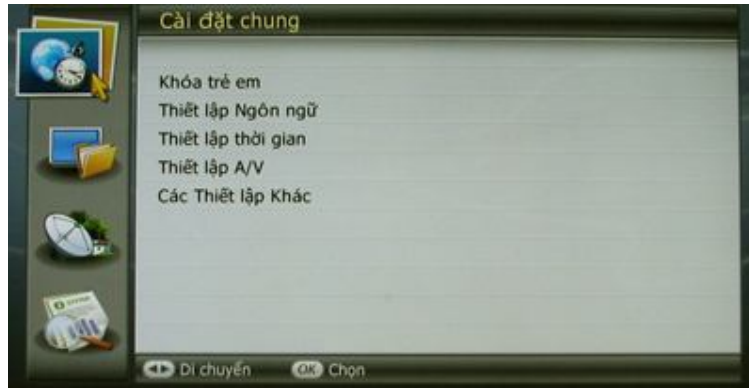 Cài đặt chung
Khóa trẻ em
Thiết lập Ngôn ngữ
Thiết lập thời gian
Thiết lập A/V
Các Thiết lập Khác
Di chuyển OK Chọn